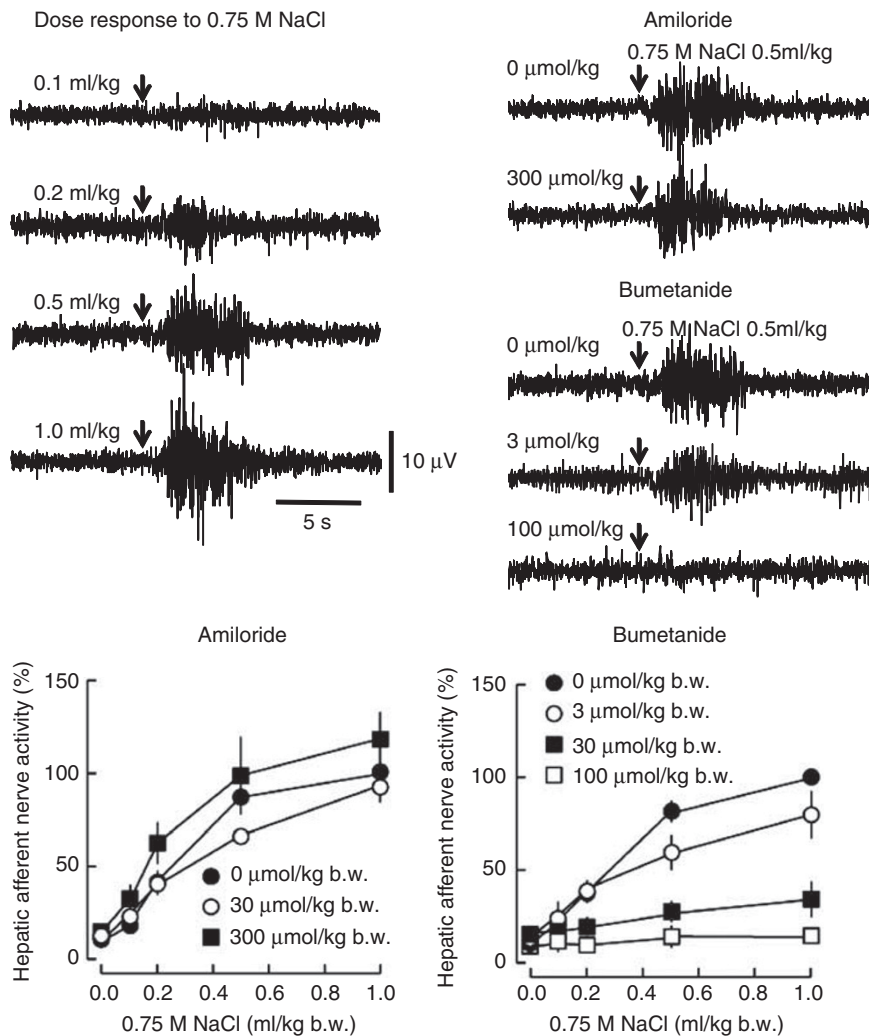 Dose response to 0.75 M NaCl
0.1 ml/kg
0.2 ml/kg
0.5 ml/kg
1.0 ml/kg
10 μV
5 s
Amiloride
0.75 M NaCl 0.5ml/kg
0 μmol/kg
300 μmol/kg
Bumetanide
0.75 M NaCl 0.5ml/kg
0 μmol/kg
3 μmol/kg
100 μmol/kg
Amiloride
Hepatic afferent nerve activity (%)
150
100
50
0
0 μmol/kg b.w.
30 μmol/kg b.w.
300 μmol/kg b.w.
0.0 0.2 0.4 0.6 0.8 1.0
0.75 M NaCl (ml/kg b.w.)
Bumetanide
Hepatic afferent nerve activity (%)
150
100
50
0
0 μmol/kg b.w.
3 μmol/kg b.w.
30 μmol/kg b.w.
100 μmol/kg b.w.
0.0 0.2 0.4 0.6 0.8 1.0
0.75 M NaCl (ml/kg b.w.)